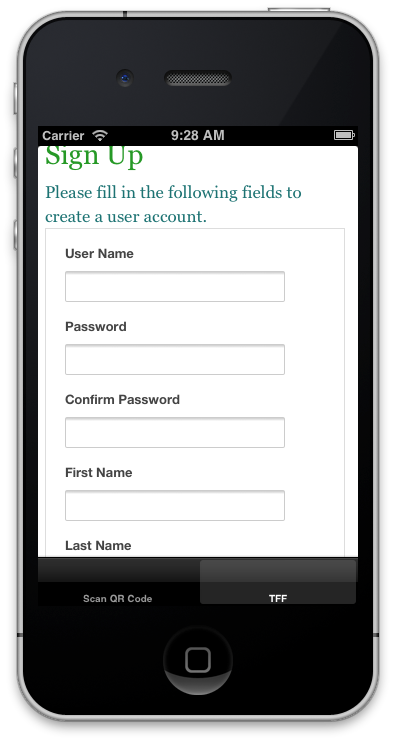 Carrier 9:28 AM
Sign Up
Please fill in the following fields to
create a user account.
User Name
Password
Confirm Password
First Name
Last Name
Scan QR Code TFF